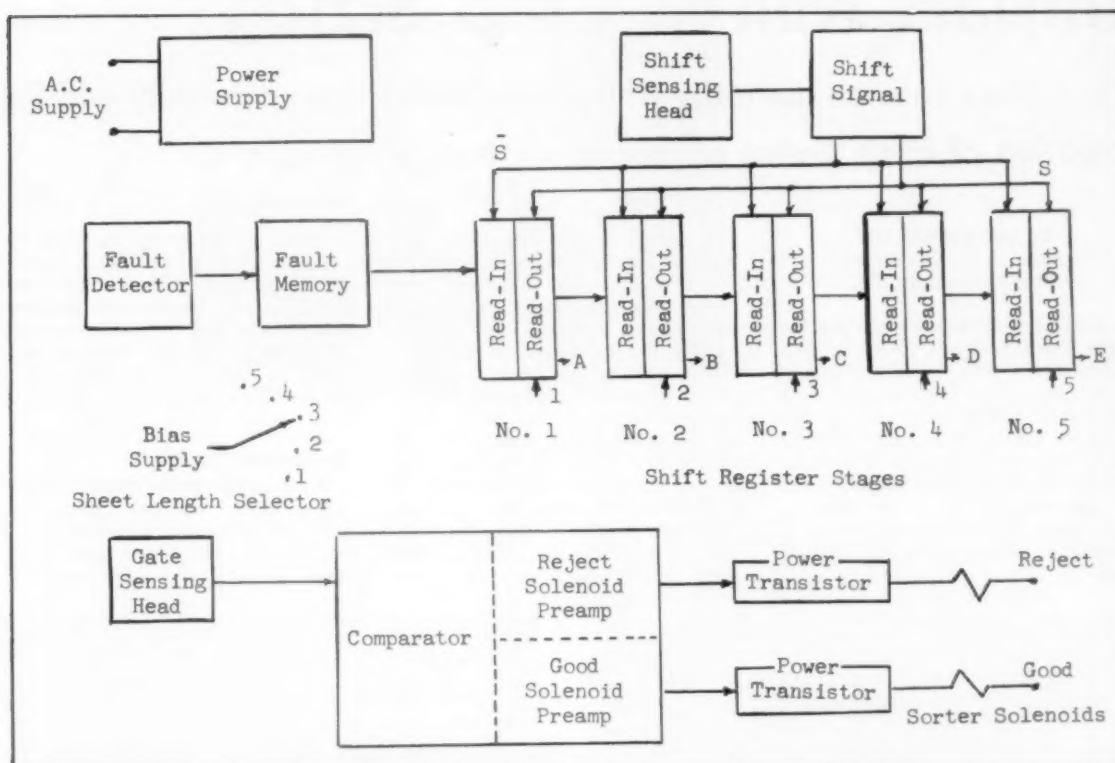 A.C.
Supply
Power
Supply
Shift
Sensing
Head
Shift
Signal
S̄
S
Fault
Detector
Fault
Memory
Read-In
Read-Out
Read-In
Read-Out
Read-In
Read-Out
Read-In
Read-Out
Read-In
Read-Out
A
B
C
D
E
1
2
3
4
5
No. 1
No. 2
No. 3
No. 4
No. 5
Shift Register Stages
.5
.4
.3
.2
.1
Bias
Supply
Sheet Length Selector
Gate
Sensing
Head
Comparator
Reject
Solenoid
Preamp
Good
Solenoid
Preamp
Power
Transistor
Reject
Power
Transistor
Good
Sorter Solenoids